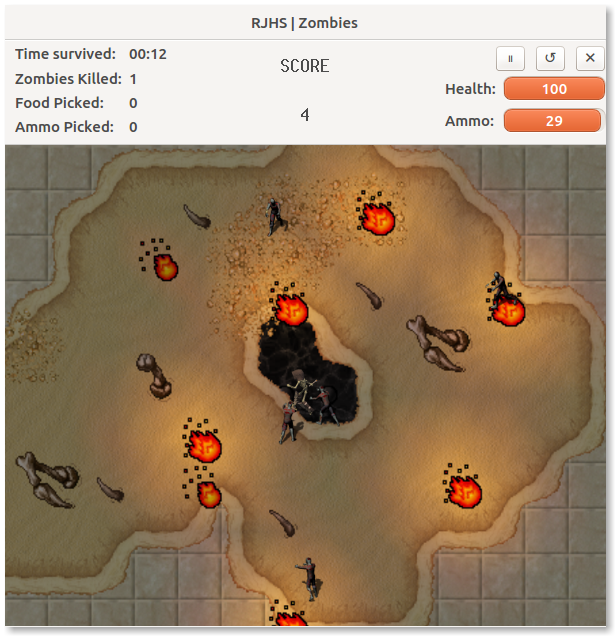 RJHS | Zombies
Time survived: 00:12
Zombies Killed: 1
Food Picked: 0
Ammo Picked: 0
SCORE
4
Health: 100
Ammo: 29